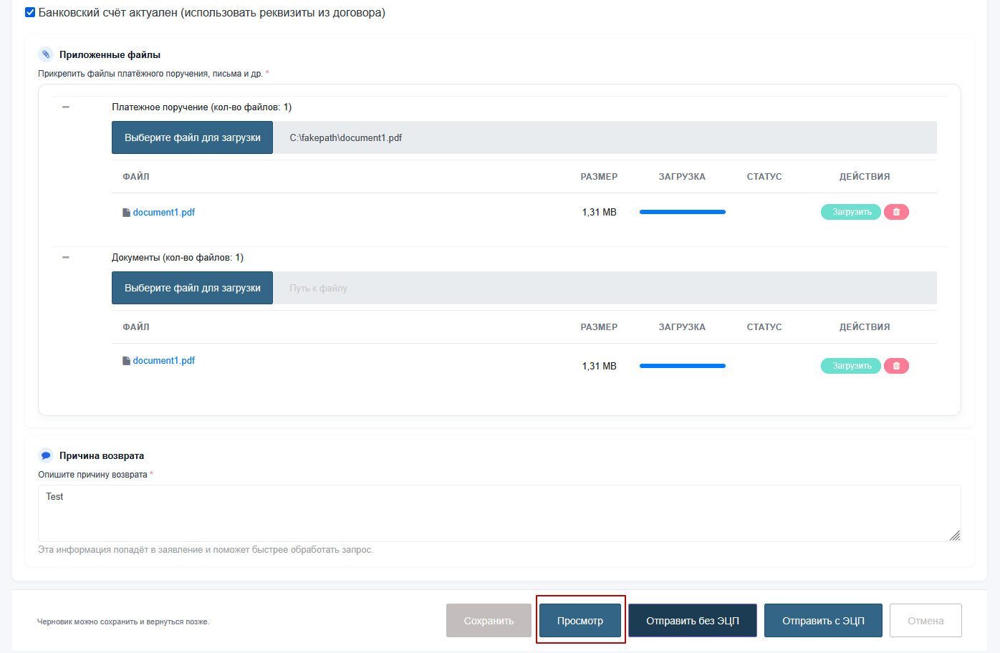 Банковский счёт актуален (использовать реквизиты из договора)
Приложенные файлы
Прикрепить файлы платёжного поручения, письма и др. *
Платежное поручение (кол-во файлов: 1)
Выберите файл для загрузки C:\fakepath\document1.pdf
ФАЙЛ РАЗМЕР ЗАГРУЗКА СТАТУС ДЕЙСТВИЯ
document1.pdf 1,31 MB Загрузить
Документы (кол-во файлов: 1)
Выберите файл для загрузки Путь к файлу
ФАЙЛ РАЗМЕР ЗАГРУЗКА СТАТУС ДЕЙСТВИЯ
document1.pdf 1,31 MB Загрузить
Причина возврата
Опишите причину возврата *
Test
Эта информация попадёт в заявление и поможет быстрее обработать запрос.
Черновик можно сохранить и вернуться позже. Сохранить Просмотр Отправить без ЭЦП Отправить с ЭЦП Отмена